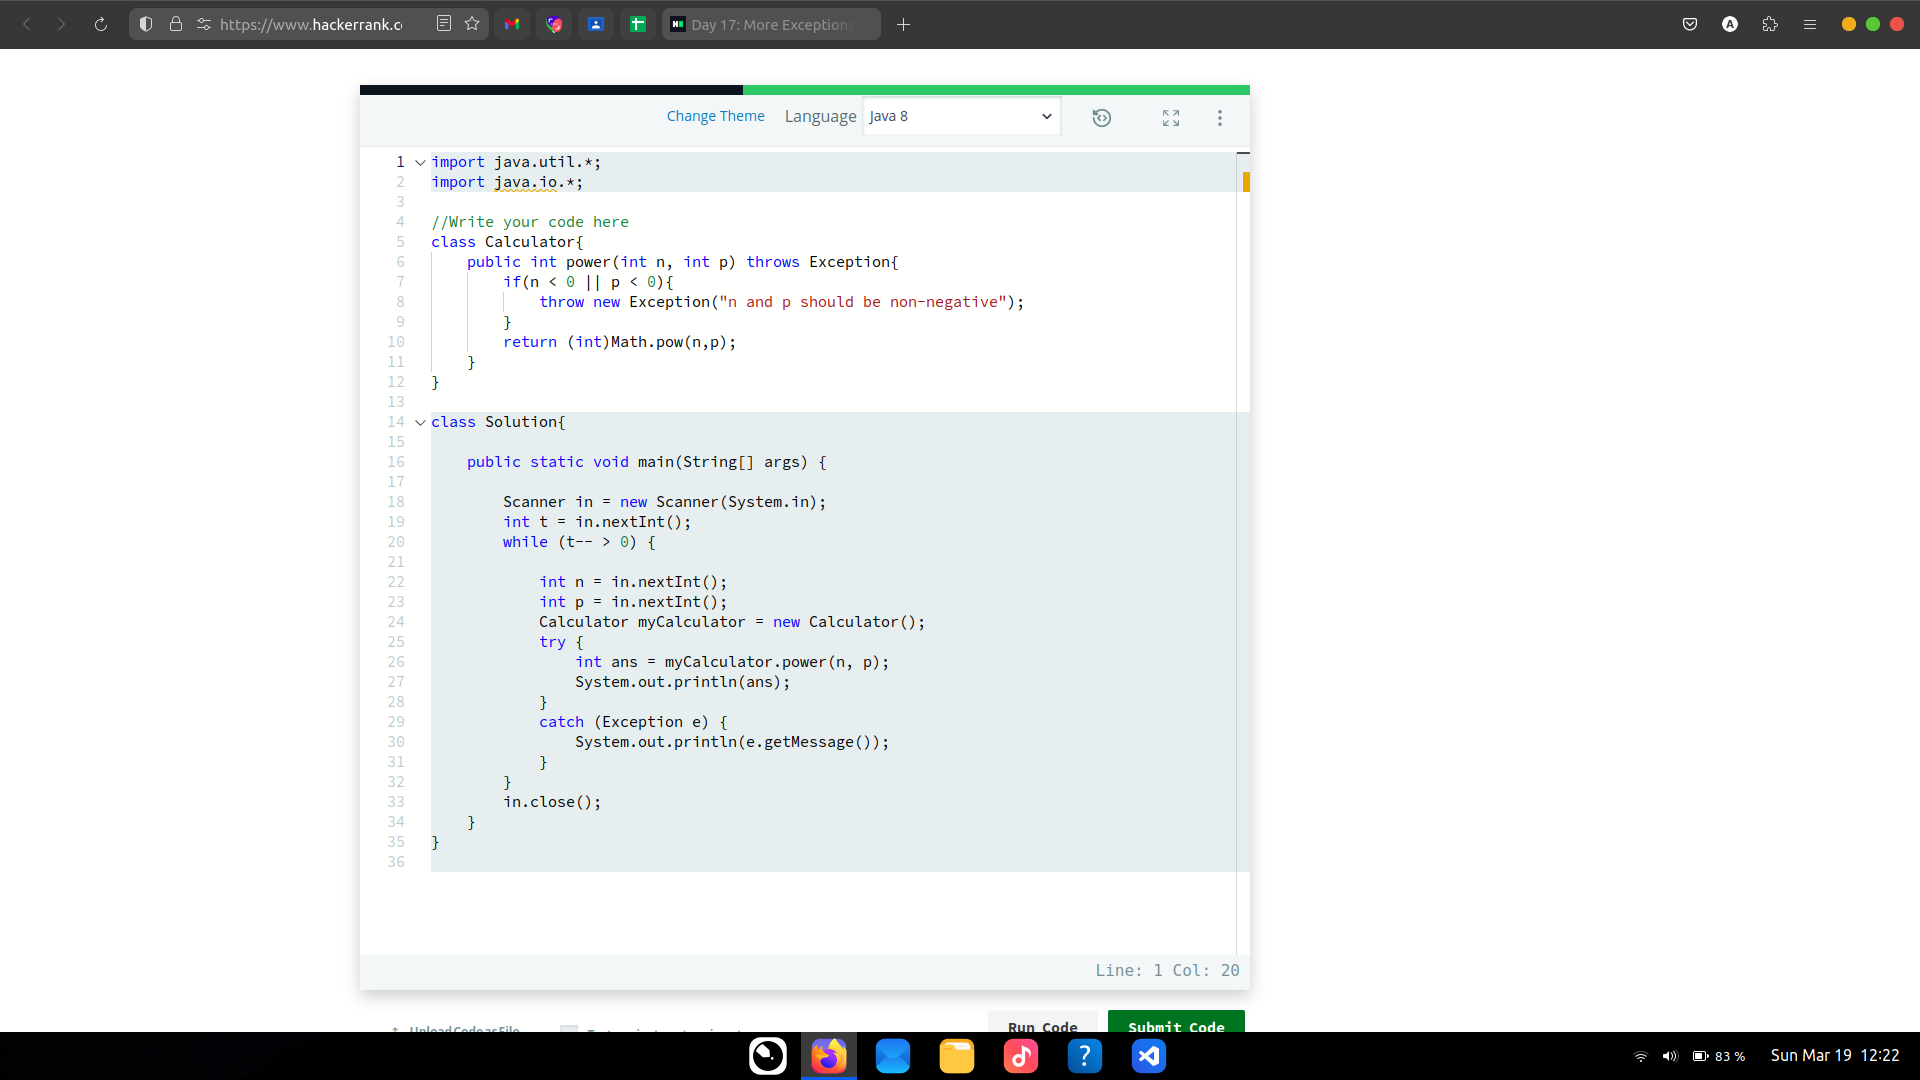 https://www.hackerrank.c
Day 17: More Exceptions
Change Theme Language Java 8
1 import java.util.*;
2 import java.io.*;
3
4 //Write your code here
5 class Calculator{
6 public int power(int n, int p) throws Exception{
7 if(n < 0 || p < 0){
8 throw new Exception("n and p should be non-negative");
9 }
10 return (int)Math.pow(n,p);
11 }
12 }
13
14 class Solution{
15
16 public static void main(String[] args) {
17
18 Scanner in = new Scanner(System.in);
19 int t = in.nextInt();
20 while (t-- > 0) {
21
22 int n = in.nextInt();
23 int p = in.nextInt();
24 Calculator myCalculator = new Calculator();
25 try {
26 int ans = myCalculator.power(n, p);
27 System.out.println(ans);
28 }
29 catch (Exception e) {
30 System.out.println(e.getMessage());
31 }
32 }
33 in.close();
34 }
35 }
36
Line: 1 Col: 20
Upload Code as File
Run Code Submit Code
83 % Sun Mar 19 12:22